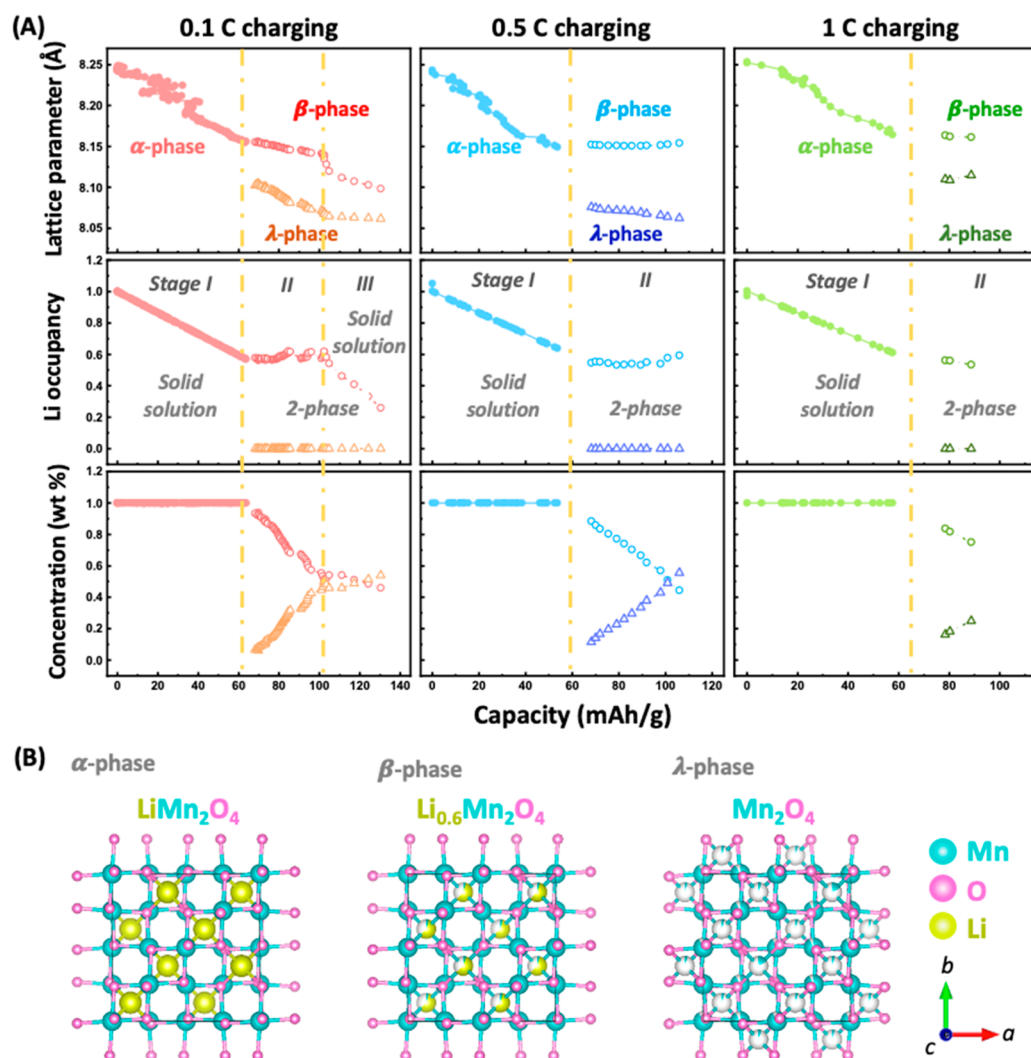 (A)
0.1 C charging
0.5 C charging
1 C charging
Lattice parameter (Å)
8.25
8.20
8.15
8.10
8.05
β-phase
α-phase
λ-phase
β-phase
α-phase
λ-phase
β-phase
α-phase
λ-phase
Li occupancy
1.2
1.0
0.8
0.6
0.4
0.2
0.0
Stage I
II
III
Solid solution
Solid solution
2-phase
Stage I
II
Solid solution
2-phase
Stage I
II
Solid solution
2-phase
Concentration (wt %)
1.2
1.0
0.8
0.6
0.4
0.2
0.0
0 20 40 60 80 100 120 140
0 20 40 60 80 100 120
0 20 40 60 80 100
Capacity (mAh/g)
(B)
α-phase
β-phase
λ-phase
LiMn₂O₄
Li₀.₆Mn₂O₄
Mn₂O₄
Mn
O
Li
b
c
a